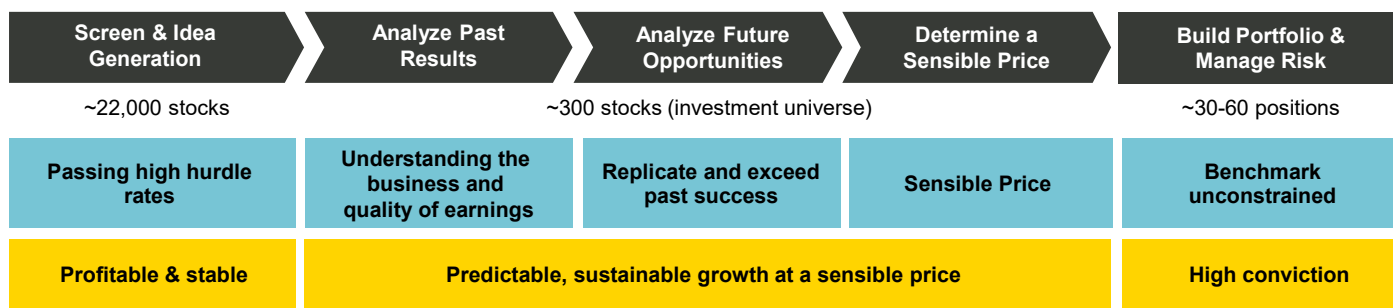 Screen & Idea
Generation
Analyze Past
Results
Analyze Future
Opportunities
Determine a
Sensible Price
Build Portfolio &
Manage Risk
~22,000 stocks
~300 stocks (investment universe)
~30-60 positions
Passing high hurdle
rates
Understanding the
business and
quality of earnings
Replicate and exceed
past success
Sensible Price
Benchmark
unconstrained
Profitable & stable
Predictable, sustainable growth at a sensible price
High conviction